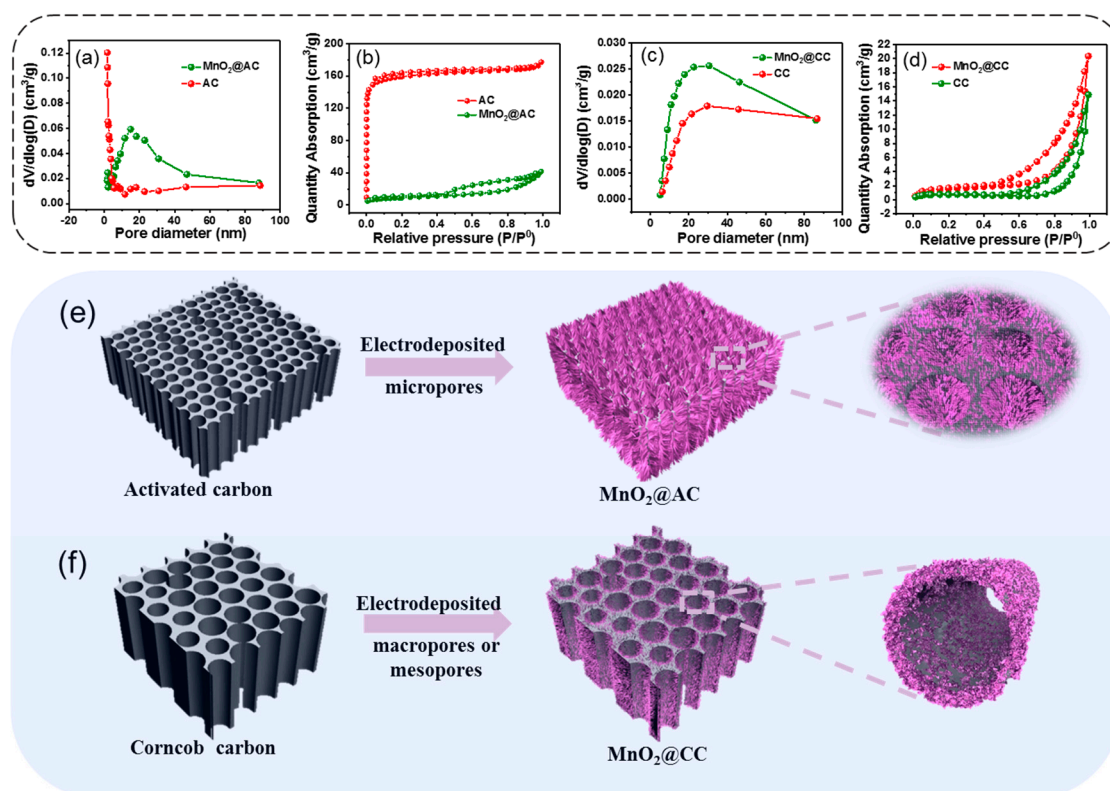 (a)
MnO₂@AC
AC
dV/dlog(D) (cm³/g)
0.12
0.10
0.08
0.06
0.04
0.02
0.00
-20 0 20 40 60 80 100
Pore diameter (nm)
(b)
AC
MnO₂@AC
Quantity Absorption (cm³/g)
200
160
120
80
40
0
0.0 0.2 0.4 0.6 0.8 1.0
Relative pressure (P/P⁰)
(c)
MnO₂@CC
CC
dV/dlog(D) (cm³/g)
0.030
0.025
0.020
0.015
0.010
0.005
0.000
0 20 40 60 80 100
Pore diameter (nm)
(d)
MnO₂@CC
CC
Quantity Absorption (cm³/g)
22
20
18
16
14
12
10
8
6
4
2
0
-2
0.0 0.2 0.4 0.6 0.8 1.0
Relative pressure (P/P⁰)
(e)
Activated carbon
Electrodeposited
micropores
MnO₂@AC
(f)
Corncob carbon
Electrodeposited
macropores or
mesopores
MnO₂@CC